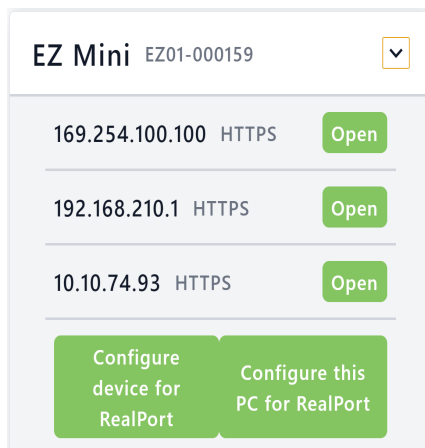 EZ Mini EZ01-000159
169.254.100.100 HTTPS Open
192.168.210.1 HTTPS Open
10.10.74.93 HTTPS Open
Configure
device for
RealPort
Configure this
PC for RealPort